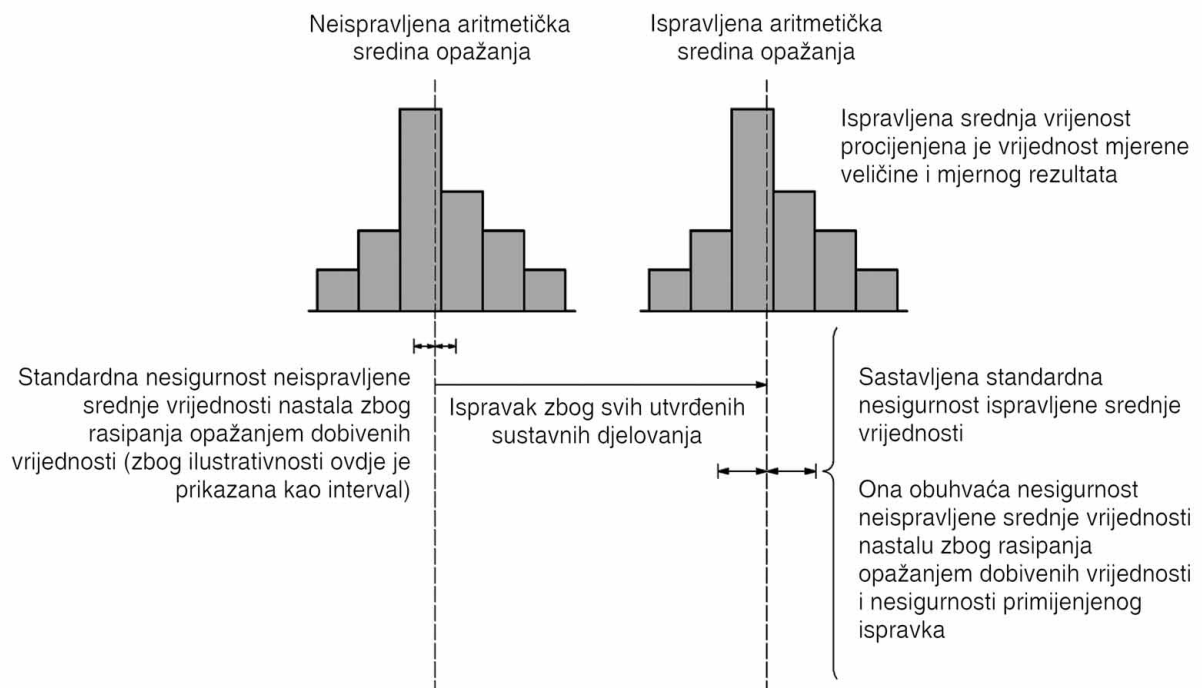 Neispravljena aritmetička
sredina opažanja
Ispravljena aritmetička
sredina opažanja
Ispravljena srednja vrijenost
procijenjena je vrijednost mjerene
veličine i mjernog rezultata
Standardna nesigurnost neispravljene
srednje vrijednosti nastala zbog
rasipanja opažanjem dobivenih
vrijednosti (zbog ilustrativnosti ovdje je
prikazana kao interval)
Ispravak zbog svih utvrđenih
sustavnih djelovanja
Sastavljena standardna
nesigurnost ispravljene srednje
vrijednosti
Ona obuhvaća nesigurnost
neispravljene srednje vrijednosti
nastalu zbog rasipanja
opažanjem dobivenih vrijednosti
i nesigurnosti primijenjenog
ispravka